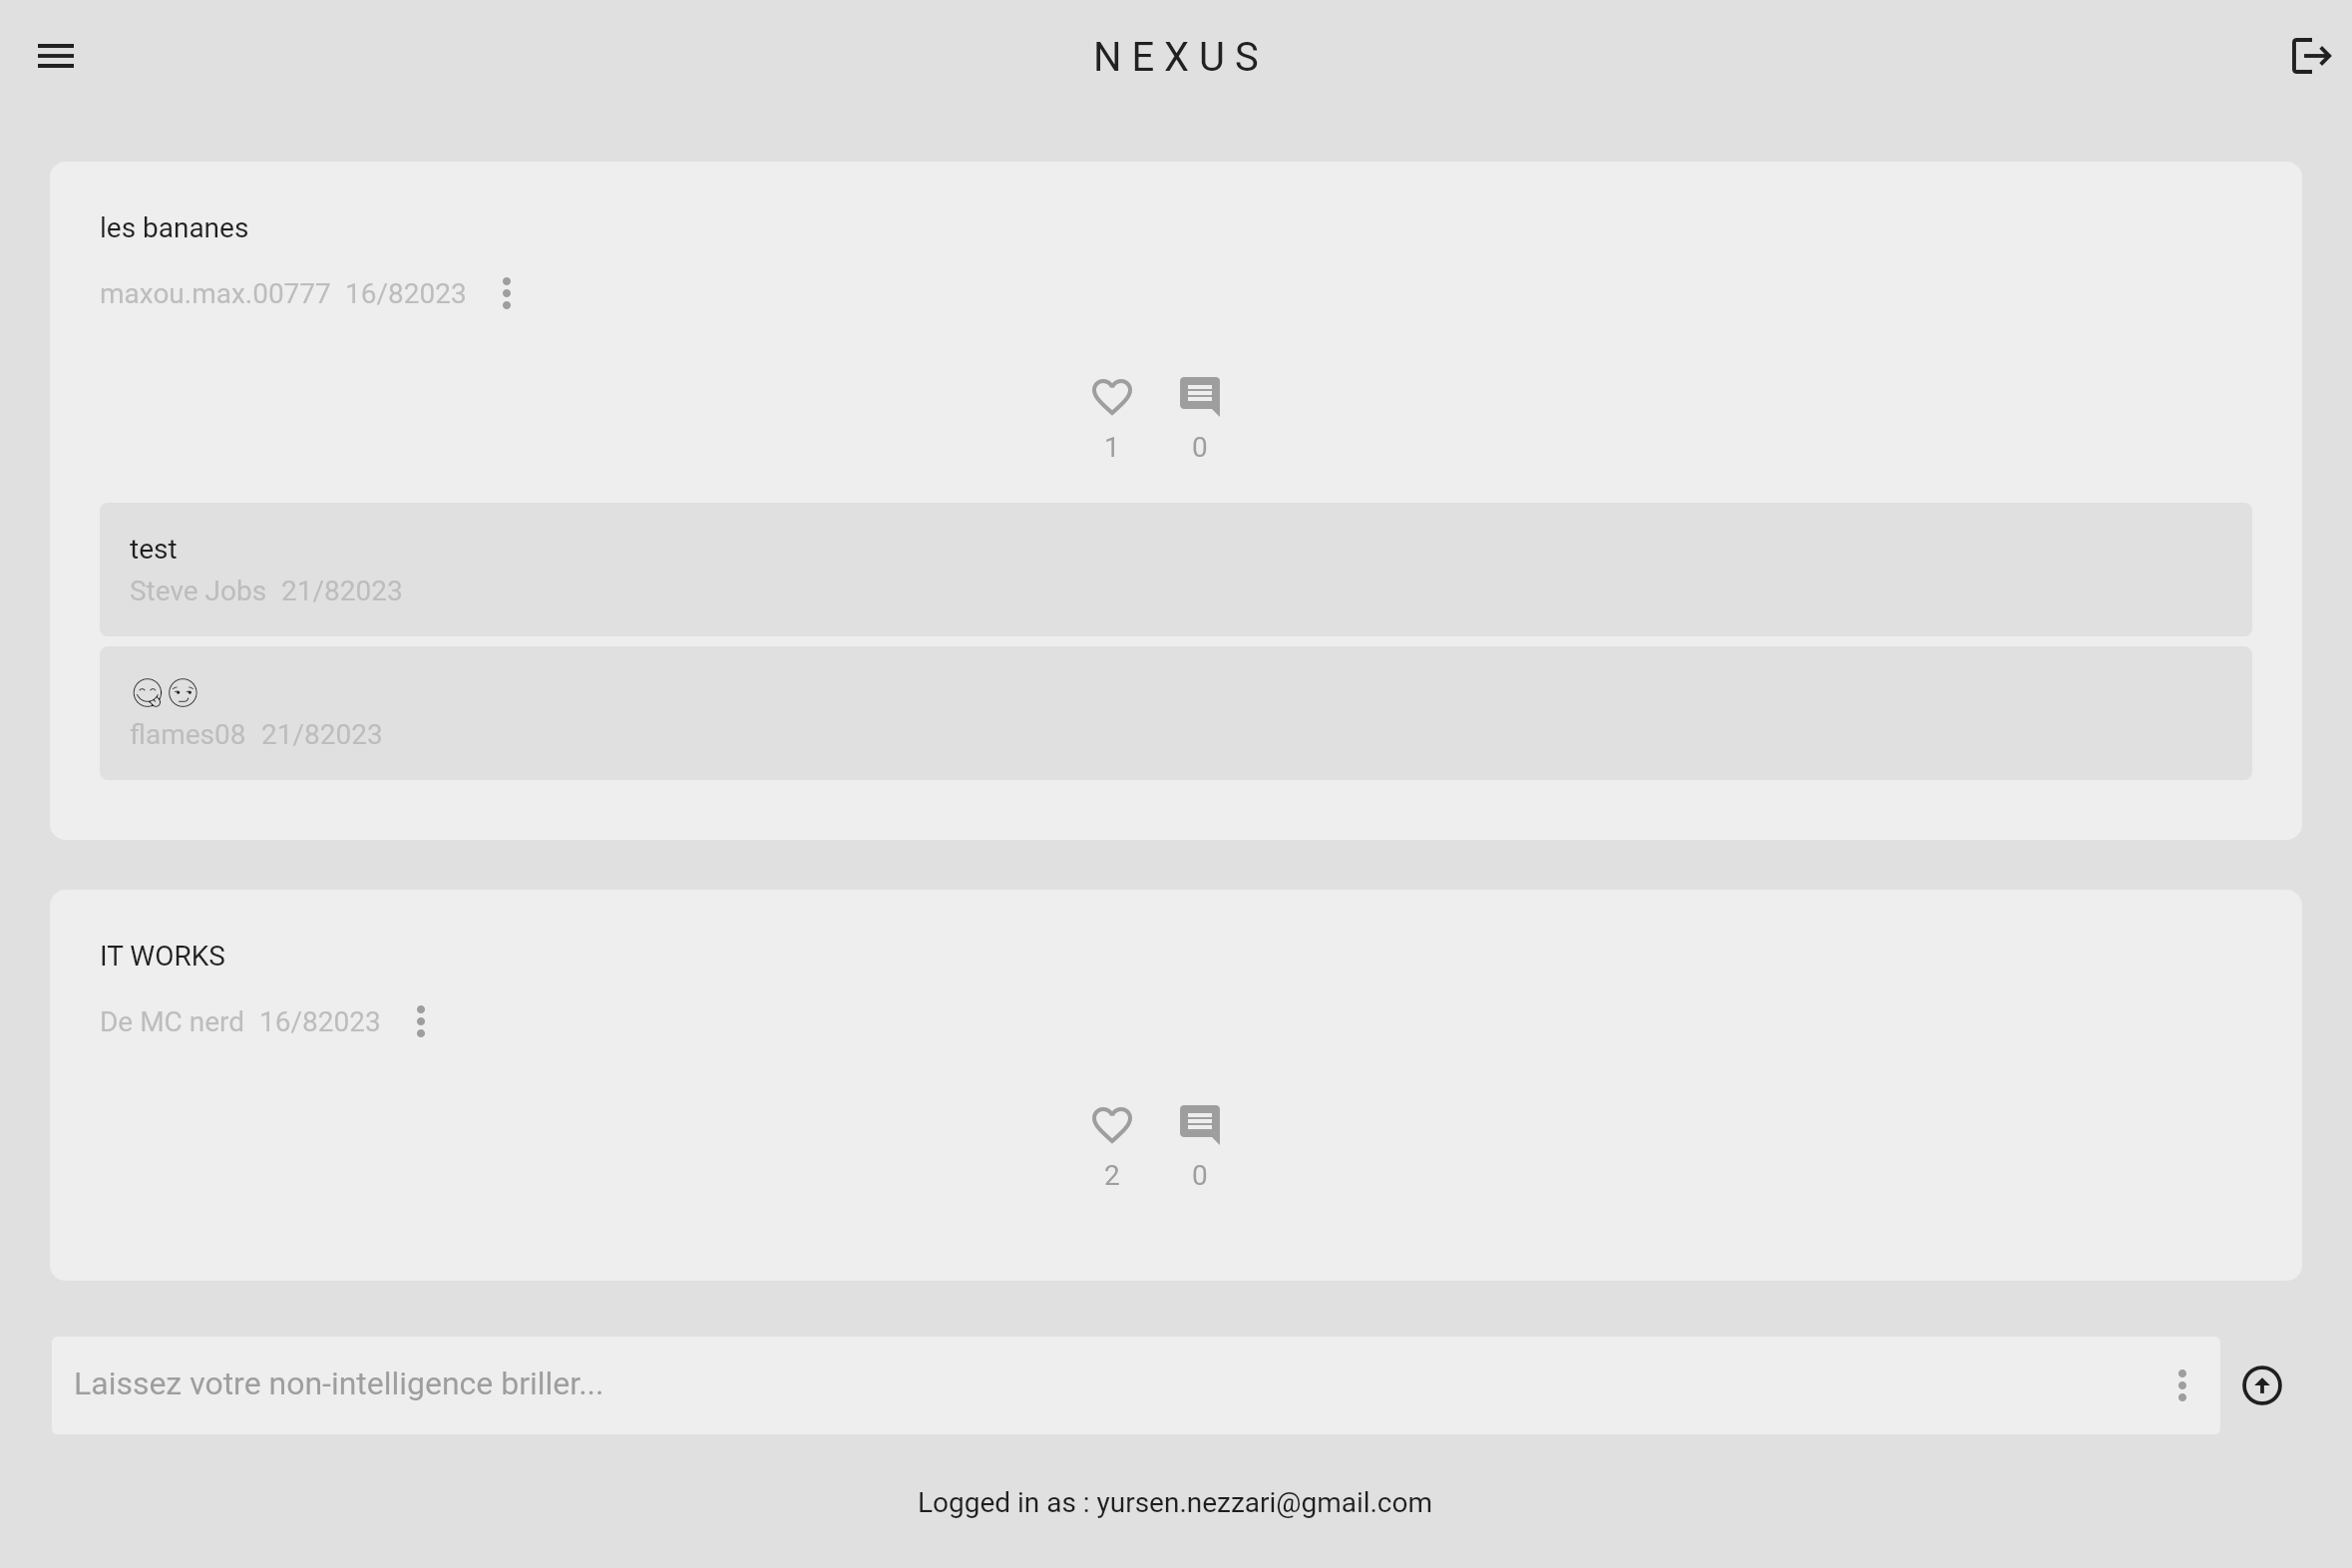 NEXUS
les bananes
maxou.max.00777 16/82023
1 0
test
Steve Jobs 21/82023
😋😏
flames08 21/82023
IT WORKS
De MC nerd 16/82023
2 0
Laissez votre non-intelligence briller...
Logged in as : yursen.nezzari@gmail.com